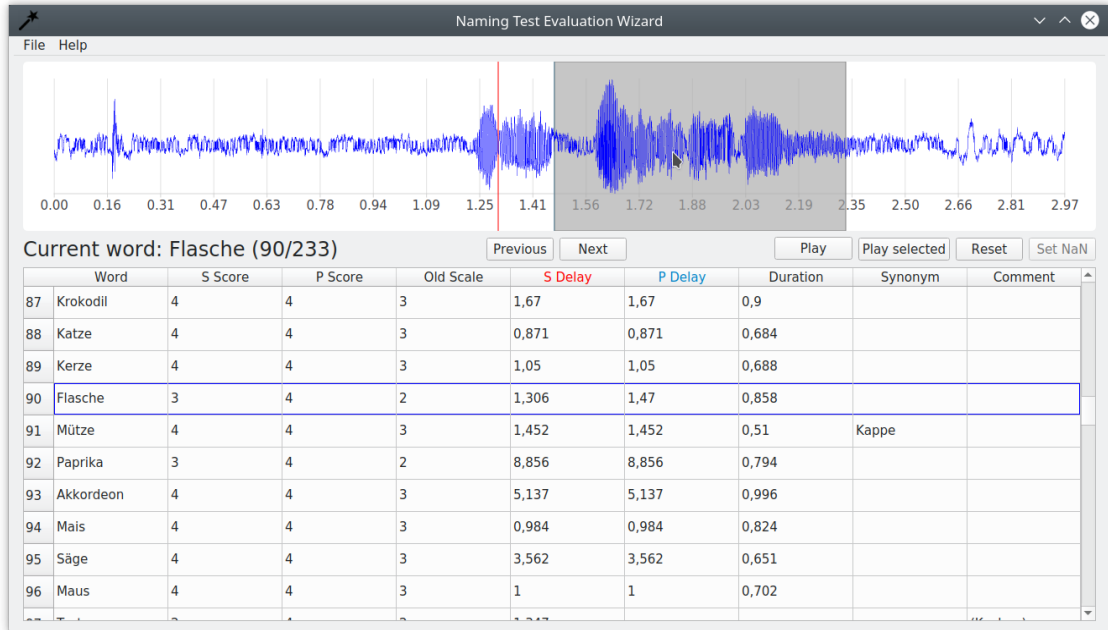 Naming Test Evaluation Wizard
File Help
0.00 0.16 0.31 0.47 0.63 0.78 0.94 1.09 1.25 1.41 1.56 1.72 1.88 2.03 2.19 2.35 2.50 2.66 2.81 2.97
Current word: Flasche (90/233) Previous Next Play Play selected Reset Set NaN
Word S Score P Score Old Scale S Delay P Delay Duration Synonym Comment
87 Krokodil 4 4 3 1,67 1,67 0,9
88 Katze 4 4 3 0,871 0,871 0,684
89 Kerze 4 4 3 1,05 1,05 0,688
90 Flasche 3 4 2 1,306 1,47 0,858
91 Mütze 4 4 3 1,452 1,452 0,51 Kappe
92 Paprika 3 4 2 8,856 8,856 0,794
93 Akkordeon 4 4 3 5,137 5,137 0,996
94 Mais 4 4 3 0,984 0,984 0,824
95 Säge 4 4 3 3,562 3,562 0,651
96 Maus 4 4 3 1 1 0,702